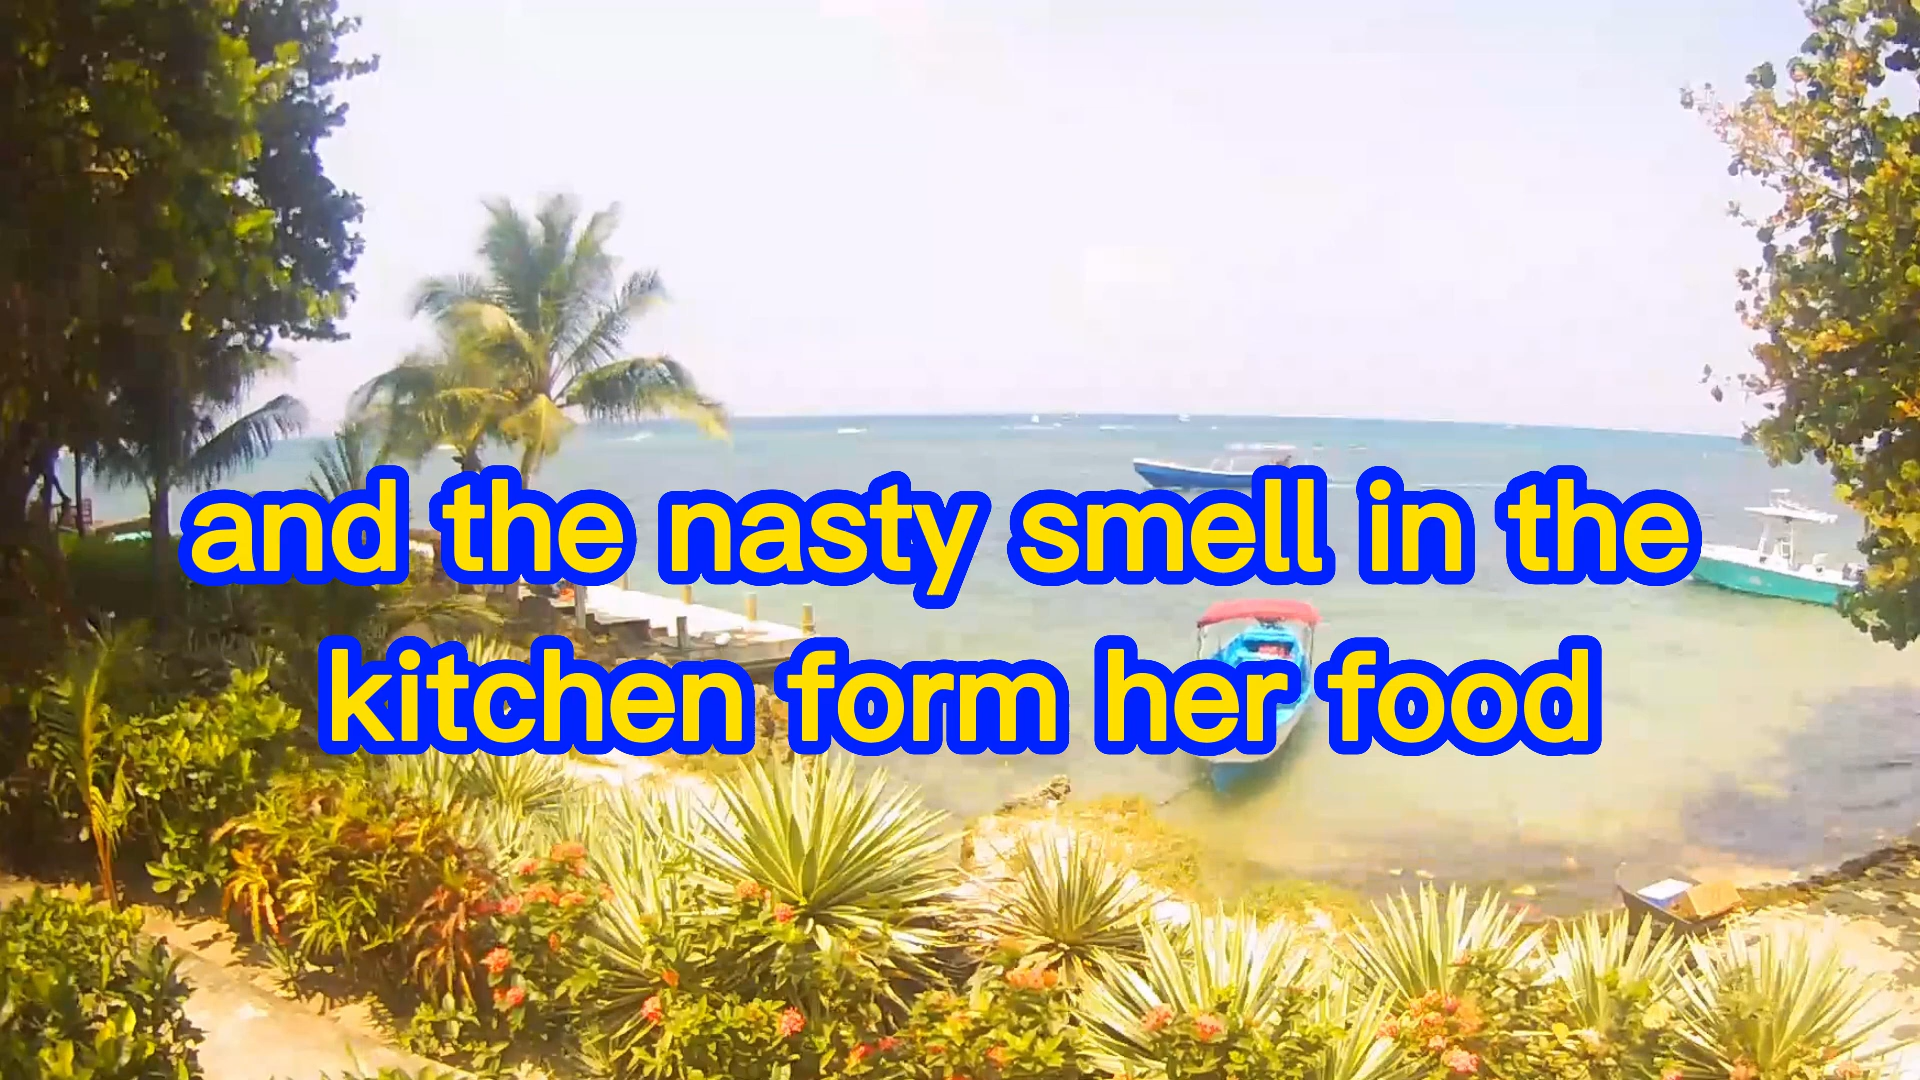 and the nasty smell in the
kitchen form her food